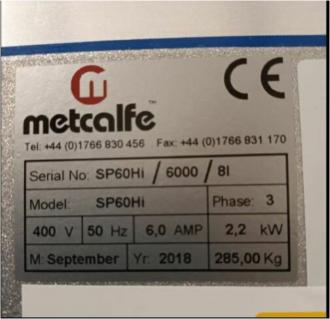 CE
metcalfe™
Tel: +44 (0)1766 830 456 Fax: +44 (0)1766 831 170
Serial No: SP60Hi / 6000 / 8I
Model: SP60Hi Phase: 3
400 V 50 Hz 6,0 AMP 2,2 kW
M: September Yr: 2018 285,00 Kg